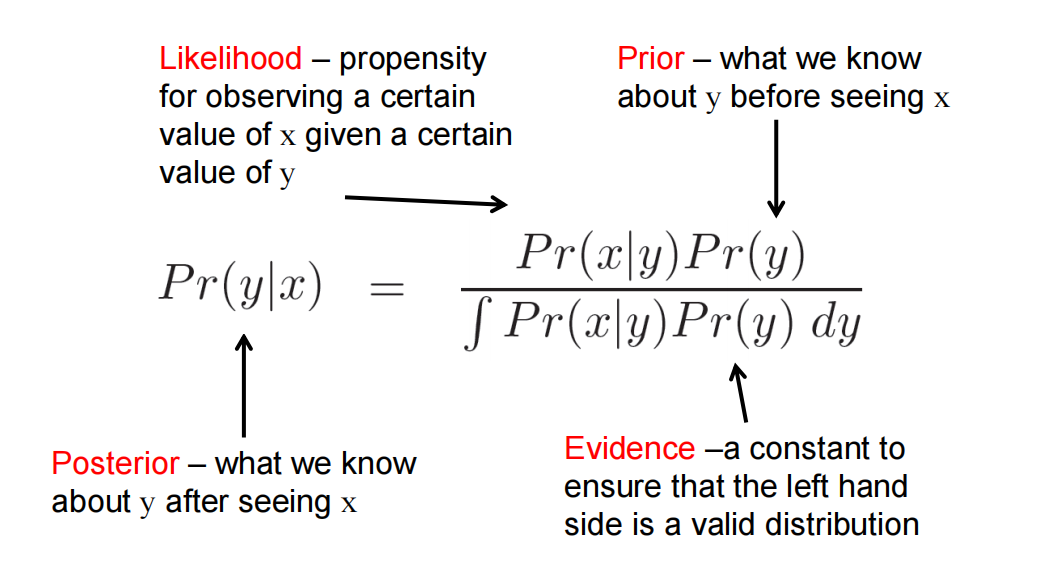 Likelihood – propensity
for observing a certain
value of x given a certain
value of y
Prior – what we know
about y before seeing x
Pr(y|x) = Pr(x|y)Pr(y)
∫ Pr(x|y)Pr(y) dy
Posterior – what we know
about y after seeing x
Evidence –a constant to
ensure that the left hand
side is a valid distribution